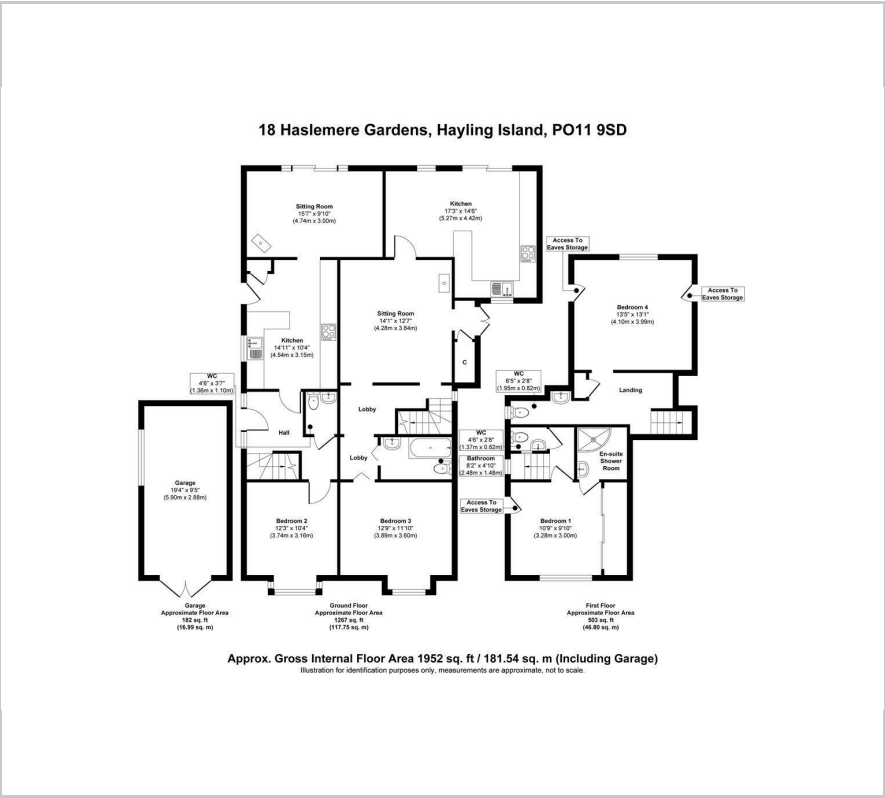 18 Haslemere Gardens, Hayling Island, PO11 9SD
Sitting Room
15'7" x 9'10"
(4.74m x 3.00m)
Kitchen
17'3" x 14'6"
(5.27m x 4.42m)
Access To
Eaves Storage
Bedroom 4
13'5" x 13'1"
(4.10m x 3.99m)
Access To
Eaves Storage
Sitting Room
14'1" x 12'7"
(4.28m x 3.84m)
Kitchen
14'11" x 10'4"
(4.54m x 3.15m)
C
WC
4'6" x 3'7"
(1.36m x 1.10m)
WC
6'5" x 2'8"
(1.95m x 0.82m)
Landing
Lobby
Hall
WC
4'6" x 2'8"
(1.37m x 0.82m)
Lobby
Bathroom
8'2" x 4'10"
(2.48m x 1.48m)
En-suite
Shower
Room
Garage
19'4" x 9'5"
(5.90m x 2.88m)
Access To
Eaves Storage
Bedroom 2
12'3" x 10'4"
(3.74m x 3.16m)
Bedroom 3
12'9" x 11'10"
(3.89m x 3.60m)
Bedroom 1
10'9" x 9'10"
(3.28m x 3.00m)
Garage
Approximate Floor Area
182 sq. ft
(16.99 sq. m)
Ground Floor
Approximate Floor Area
1267 sq. ft
(117.75 sq. m)
First Floor
Approximate Floor Area
503 sq. ft
(46.80 sq. m)
Approx. Gross Internal Floor Area 1952 sq. ft / 181.54 sq. m (Including Garage)
Illustration for identification purposes only, measurements are approximate, not to scale.